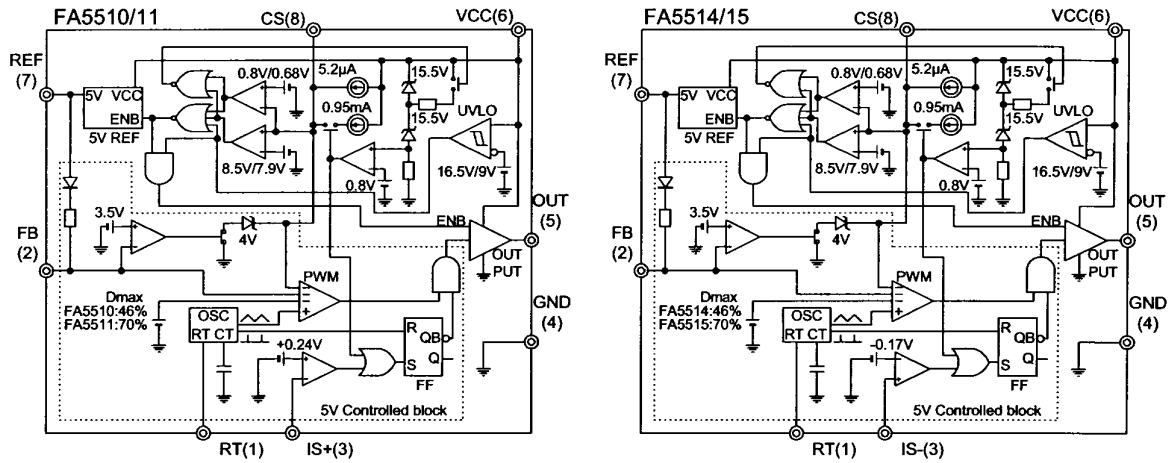 FA5510/11
CS(8)
VCC(6)
REF
(7)
5V VCC
ENB
5V REF
0.8V/0.68V
5.2μA
15.5V
0.95mA
15.5V
UVLO
8.5V/7.9V
0.8V
16.5V/9V
OUT
(5)
3.5V
FB
(2)
4V
ENB
OUT
PUT
PWM
Dmax
FA5510:46%
FA5511:70%
OSC
RT CT
GND
(4)
+0.24V
R
QB
Q
S
FF
5V Controlled block
RT(1)
IS+(3)
FA5514/15
CS(8)
VCC(6)
REF
(7)
5V VCC
ENB
5V REF
0.8V/0.68V
5.2μA
15.5V
0.95mA
15.5V
UVLO
8.5V/7.9V
0.8V
16.5V/9V
OUT
(5)
3.5V
FB
(2)
4V
ENB
OUT
PUT
PWM
Dmax
FA5514:46%
FA5515:70%
OSC
RT CT
GND
(4)
−0.17V
R
QB
Q
S
FF
5V Controlled block
RT(1)
IS-(3)